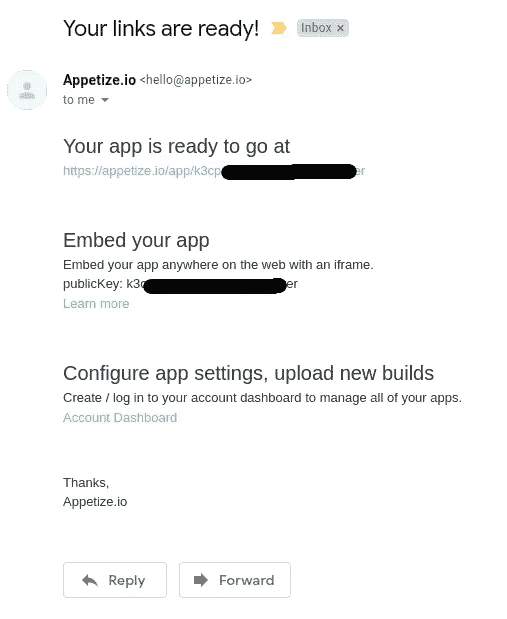 Your links are ready! Inbox x
Appetize.io <hello@appetize.io>
to me
Your app is ready to go at
https://appetize.io/app/k3cp er
Embed your app
Embed your app anywhere on the web with an iframe.
publicKey: k3c er
Learn more
Configure app settings, upload new builds
Create / log in to your account dashboard to manage all of your apps.
Account Dashboard
Thanks,
Appetize.io
Reply Forward